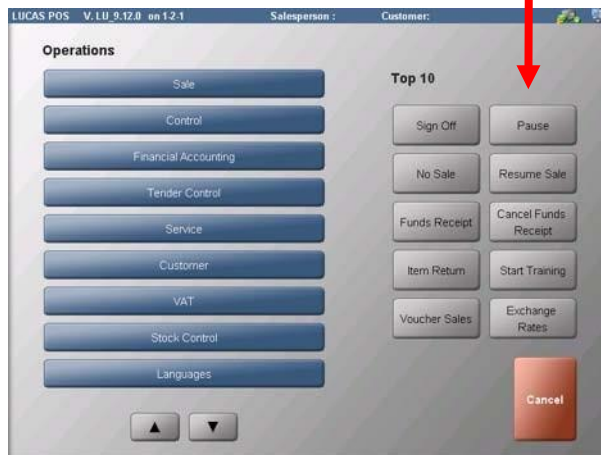 LUCAS POS V.LU_9.12.0 on 1-2-1 Salesperson : Customer:
Operations
Sale
Control
Financial Accounting
Tender Control
Service
Customer
VAT
Stock Control
Languages
Top 10
Sign Off Pause
No Sale Resume Sale
Funds Receipt Cancel Funds
Receipt
Item Return Start Training
Voucher Sales Exchange
Rates
Cancel